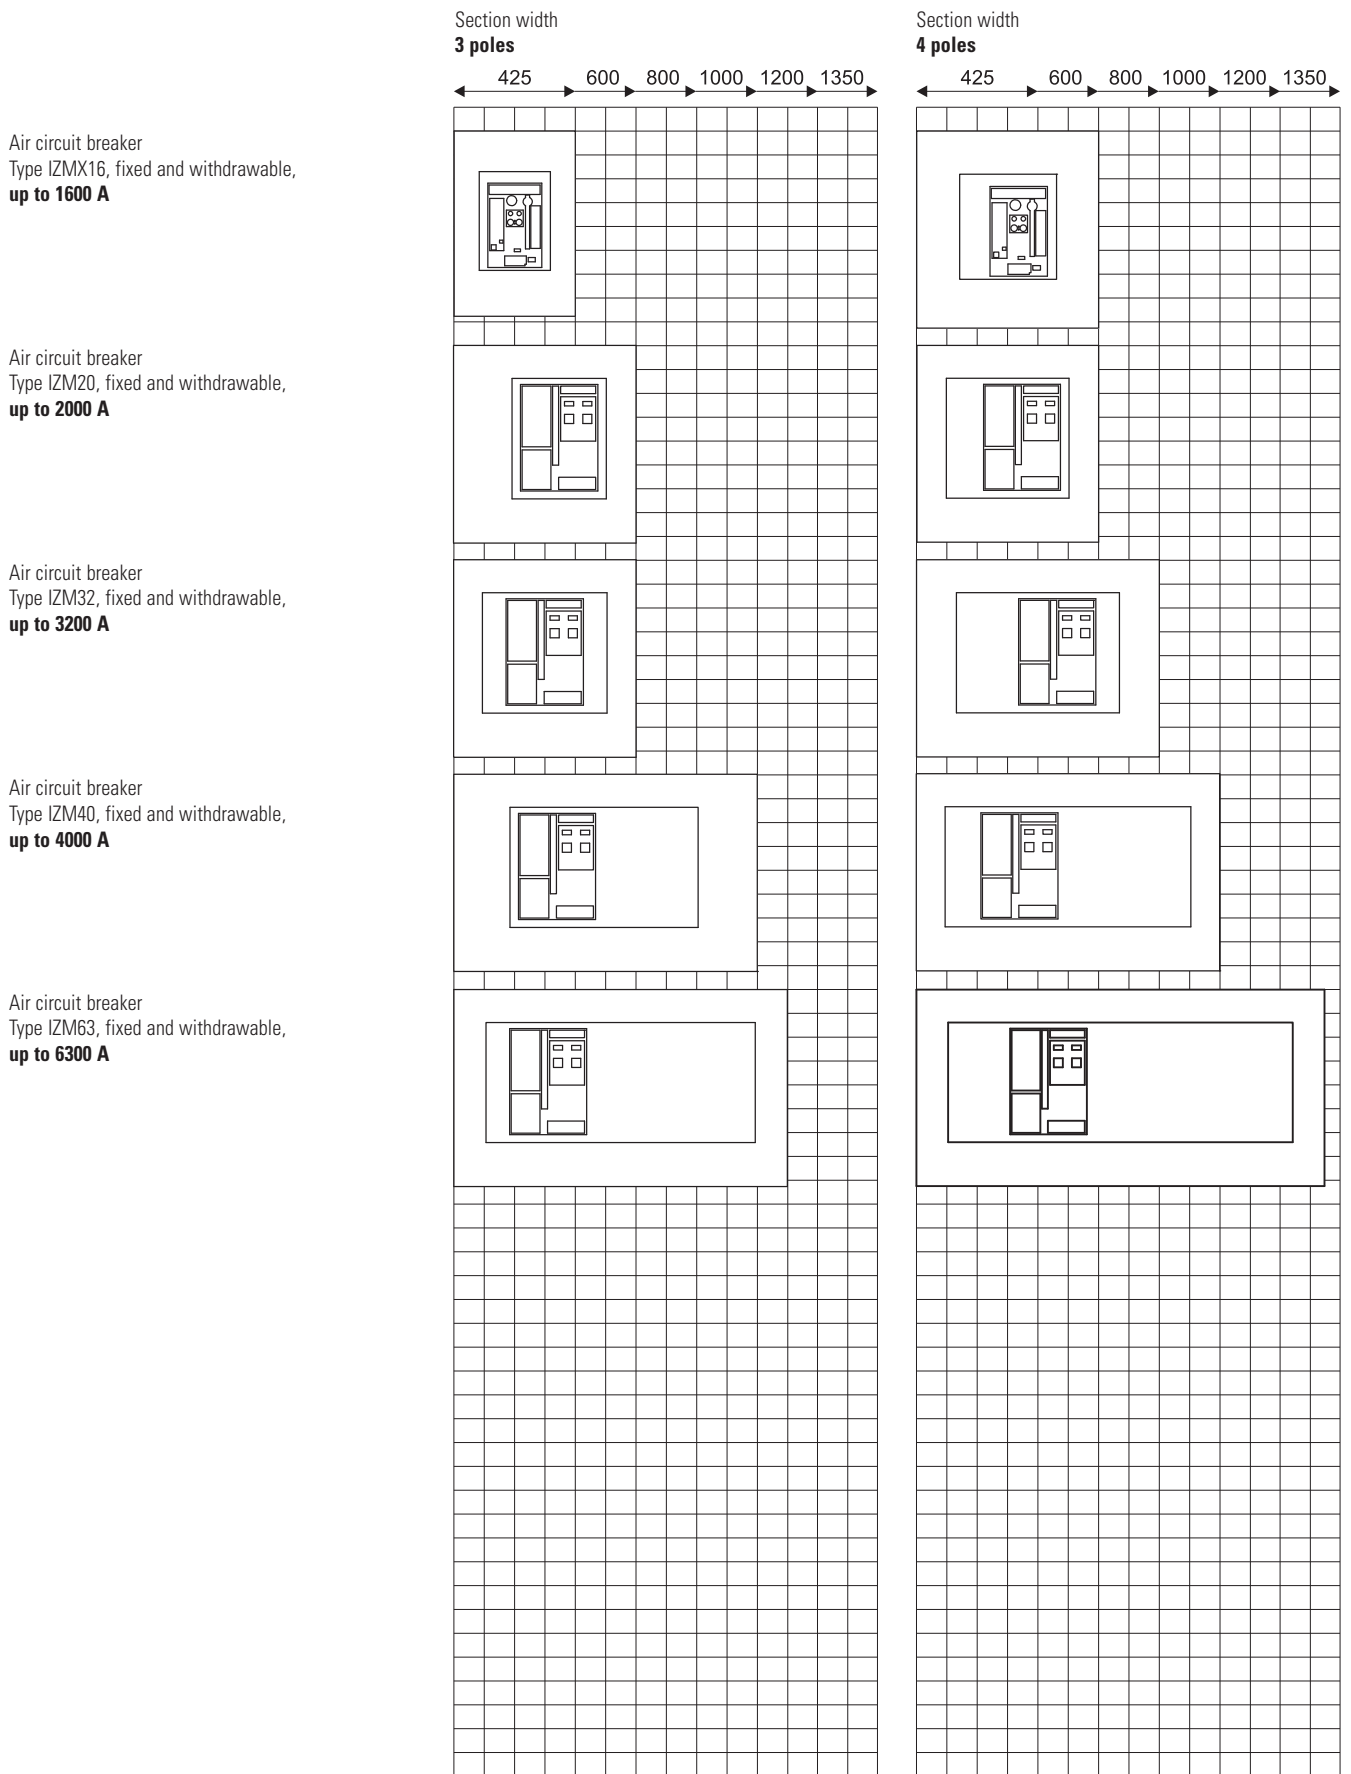 Section width
3 poles
425 600 800 1000 1200 1350
Section width
4 poles
425 600 800 1000 1200 1350
Air circuit breaker
Type IZMX16, fixed and withdrawable,
up to 1600 A
Air circuit breaker
Type IZM20, fixed and withdrawable,
up to 2000 A
Air circuit breaker
Type IZM32, fixed and withdrawable,
up to 3200 A
Air circuit breaker
Type IZM40, fixed and withdrawable,
up to 4000 A
Air circuit breaker
Type IZM63, fixed and withdrawable,
up to 6300 A